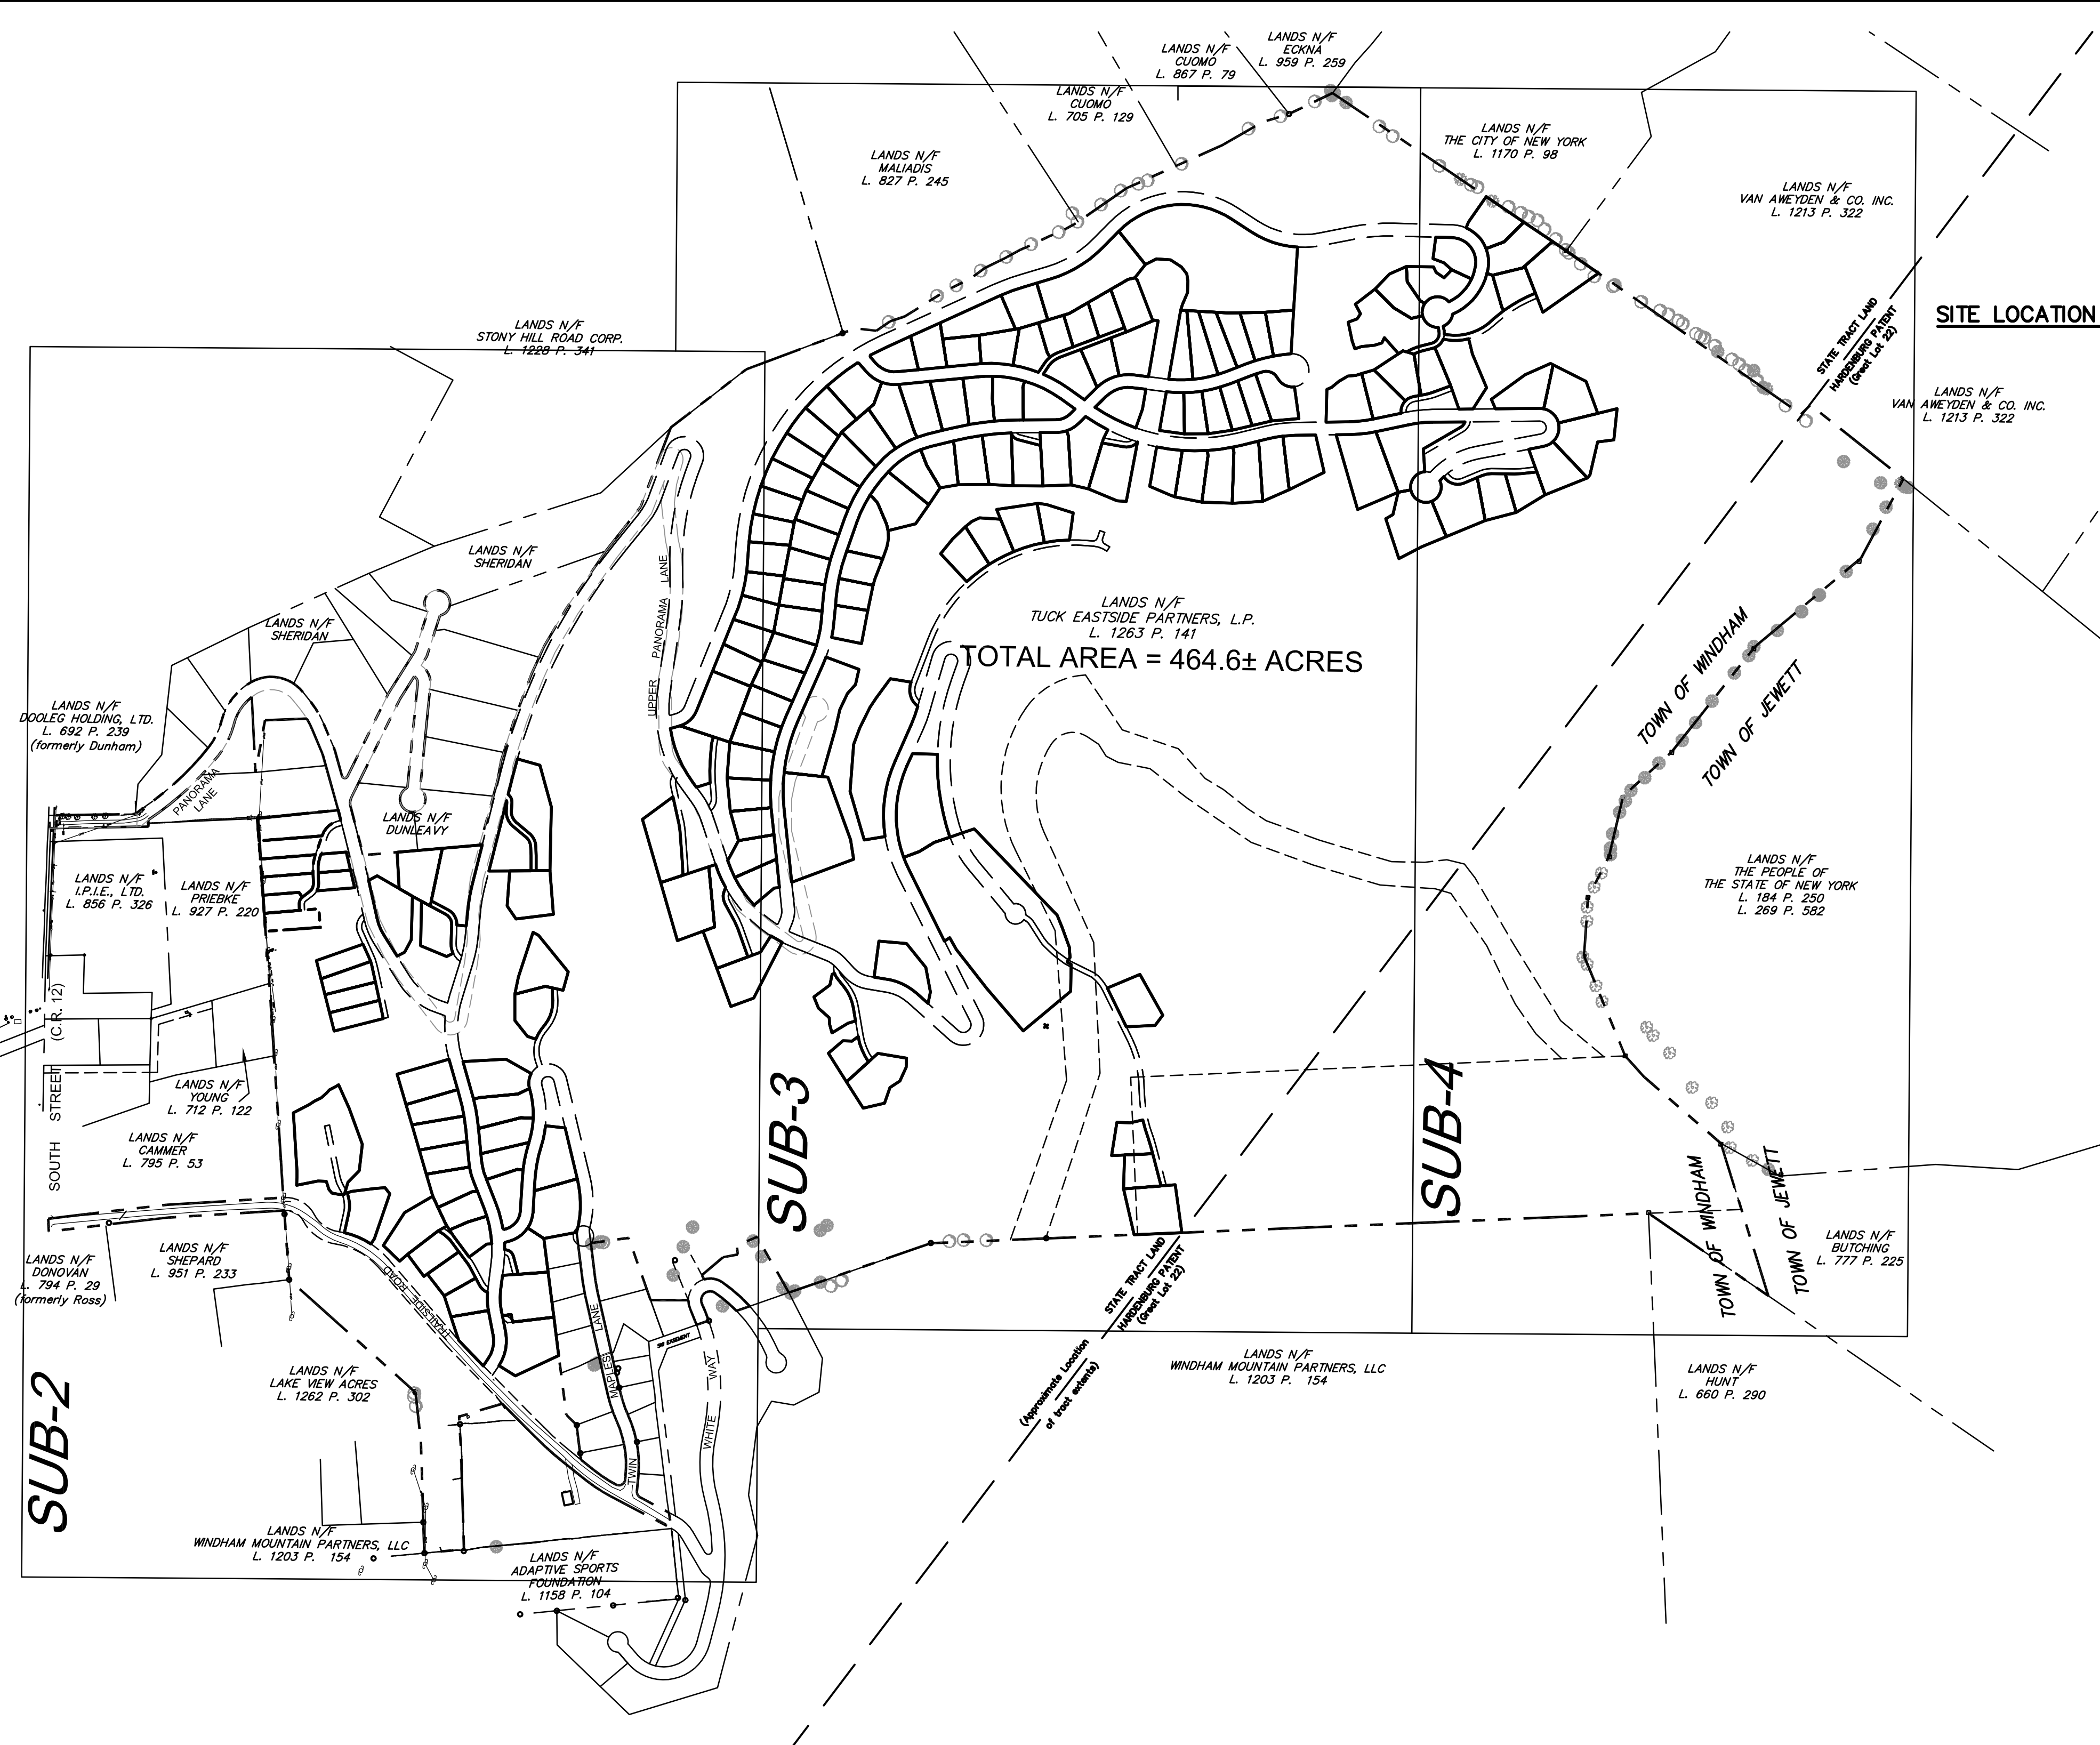 LANDS N/F
ECKNA
L. 959 P. 259
LANDS N/F
CUOMO
L. 867 P. 79
LANDS N/F
CUOMO
L. 705 P. 129
LANDS N/F
MALIADIS
L. 827 P. 245
LANDS N/F
THE CITY OF NEW YORK
L. 1170 P. 98
LANDS N/F
VAN AWEYDEN & CO. INC.
L. 1213 P. 322
SITE LOCATION
STATE TRACT LAND
HARDENBURG PATENT
(Great Lot 22)
LANDS N/F
VAN AWEYDEN & CO. INC.
L. 1213 P. 322
LANDS N/F
STONY HILL ROAD CORP.
L. 1228 P. 341
LANDS N/F
SHERIDAN
LANDS N/F
SHERIDAN
UPPER PANORAMA LANE
LANDS N/F
TUCK EASTSIDE PARTNERS, L.P.
L. 1263 P. 141
TOTAL AREA = 464.6± ACRES
TOWN OF WINDHAM
TOWN OF JEWETT
LANDS N/F
DOOLEG HOLDING, LTD.
L. 692 P. 239
(formerly Dunham)
PANORAMA
LANE
LANDS N/F
DUNLEAVY
LANDS N/F
I.P.I.E., LTD.
L. 856 P. 326
LANDS N/F
PRIEBKE
L. 927 P. 220
LANDS N/F
THE PEOPLE OF
THE STATE OF NEW YORK
L. 184 P. 250
L. 269 P. 582
SOUTH STREET (C.R. 12)
LANDS N/F
YOUNG
L. 712 P. 122
LANDS N/F
CAMMER
L. 795 P. 53
SUB-3
SUB-4
TOWN OF WINDHAM
TOWN OF JEWETT
LANDS N/F
BUTCHING
L. 777 P. 225
LANDS N/F
DONOVAN
L. 794 P. 29
(formerly Ross)
LANDS N/F
SHEPARD
L. 951 P. 233
TRAILSIDE ROAD
STATE TRACT LAND
HARDENBURG PATENT
(Great Lot 22)
(Approximate Location
of tract extents)
SKI EASEMENT
TWIN MAPLES LANE
WHITE WAY
LANDS N/F
WINDHAM MOUNTAIN PARTNERS, LLC
L. 1203 P. 154
LANDS N/F
HUNT
L. 660 P. 290
LANDS N/F
LAKE VIEW ACRES
L. 1262 P. 302
SUB-2
LANDS N/F
WINDHAM MOUNTAIN PARTNERS, LLC
L. 1203 P. 154
LANDS N/F
ADAPTIVE SPORTS
FOUNDATION
L. 1158 P. 104